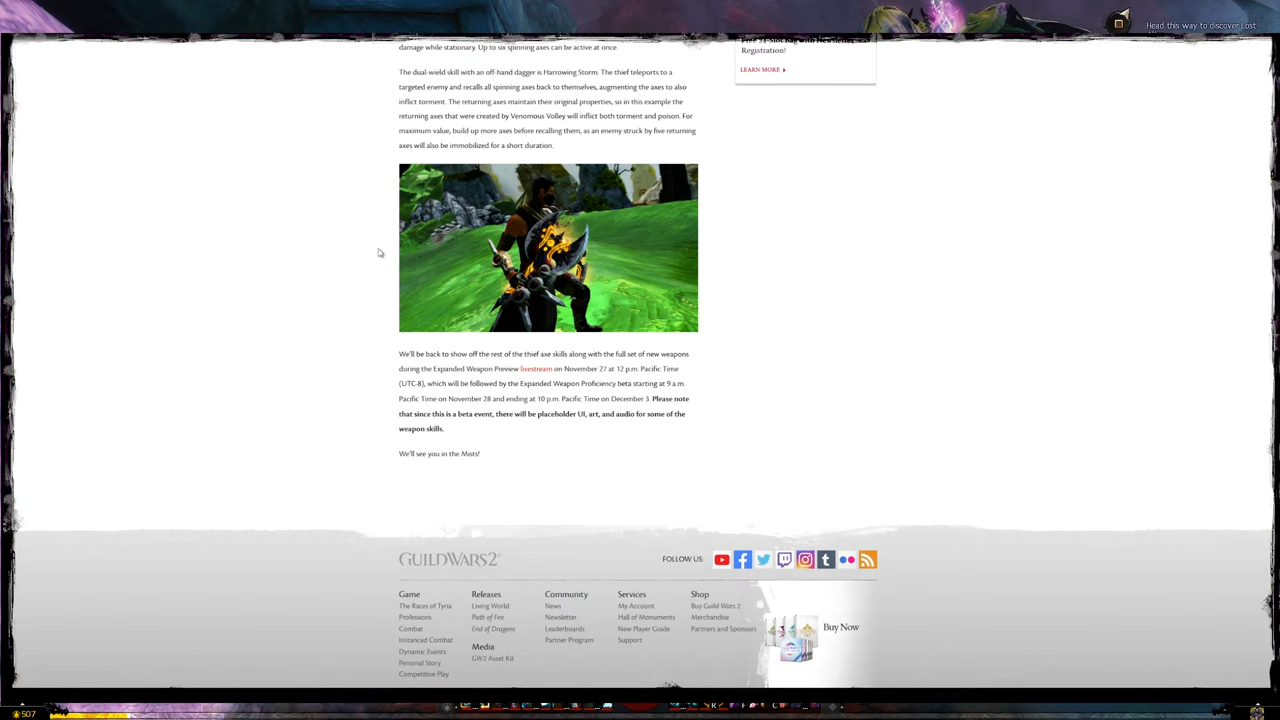 Head this way to discover Lost
damage while stationary. Up to six spinning axes can be active at once.
Registration!
LEARN MORE
The dual-wield skill with an off-hand dagger is Harrowing Storm. The thief teleports to a
targeted enemy and recalls all spinning axes back to themselves, augmenting the axes to also
inflict torment. The returning axes maintain their original properties, so in this example the
returning axes that were created by Venomous Volley will inflict both torment and poison. For
maximum value, build up more axes before recalling them, as an enemy struck by five returning
axes will also be immobilized for a short duration.
We'll be back to show off the rest of the thief axe skills along with the full set of new weapons
during the Expanded Weapon Preview livestream on November 27 at 12 p.m. Pacific Time
(UTC-8), which will be followed by the Expanded Weapon Proficiency beta starting at 9 a.m.
Pacific Time on November 28 and ending at 10 p.m. Pacific Time on December 3. Please note
that since this is a beta event, there will be placeholder UI, art, and audio for some of the
weapon skills.
We'll see you in the Mists!
GUILDWARS2
FOLLOW US:
Game
The Races of Tyria
Professions
Combat
Instanced Combat
Dynamic Events
Personal Story
Competitive Play
Releases
Living World
Path of Fire
End of Dragons
Media
GW2 Asset Kit
Community
News
Newsletter
Leaderboards
Partner Program
Services
My Account
Hall of Monuments
New Player Guide
Support
Shop
Buy Guild Wars 2
Merchandise
Partners and Sponsors
Buy Now
507